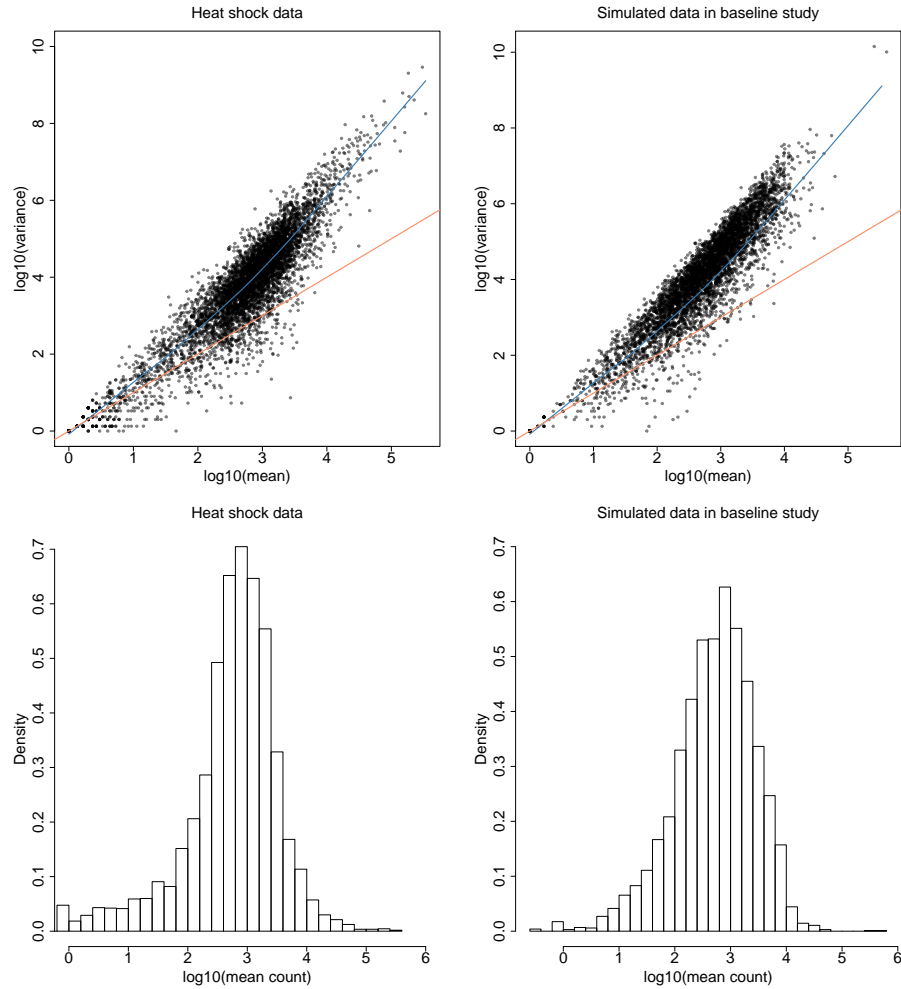 Heat shock data
Simulated data in baseline study
log10(variance)
10
8
6
4
2
0
0 1 2 3 4 5
log10(mean)
log10(variance)
10
8
6
4
2
0
0 1 2 3 4 5
log10(mean)
Heat shock data
Simulated data in baseline study
Density
0.7
0.6
0.5
0.4
0.3
0.2
0.1
0.0
0 1 2 3 4 5 6
log10(mean count)
Density
0.7
0.6
0.5
0.4
0.3
0.2
0.1
0.0
0 1 2 3 4 5 6
log10(mean count)